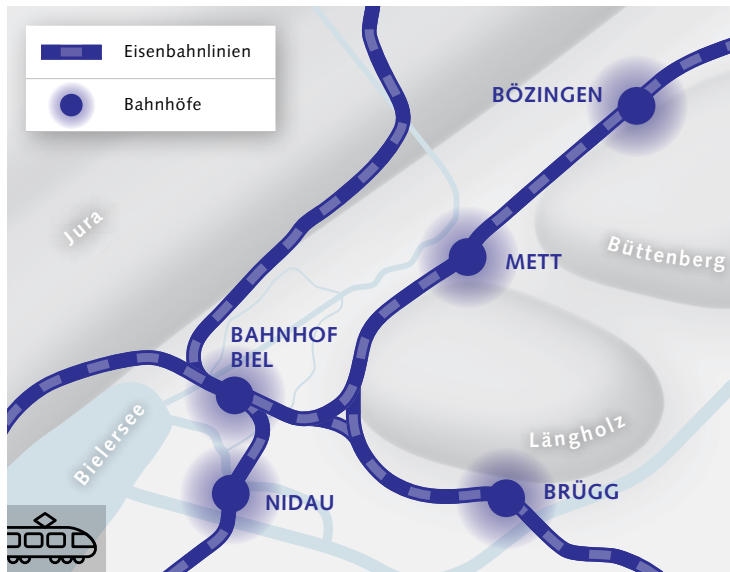 Eisenbahnlinien
Bahnhöfe
BÖZINGEN
Jura
Büttenberg
METT
BAHNHOF
BIEL
Bielersee
Längholz
BRÜGG
NIDAU